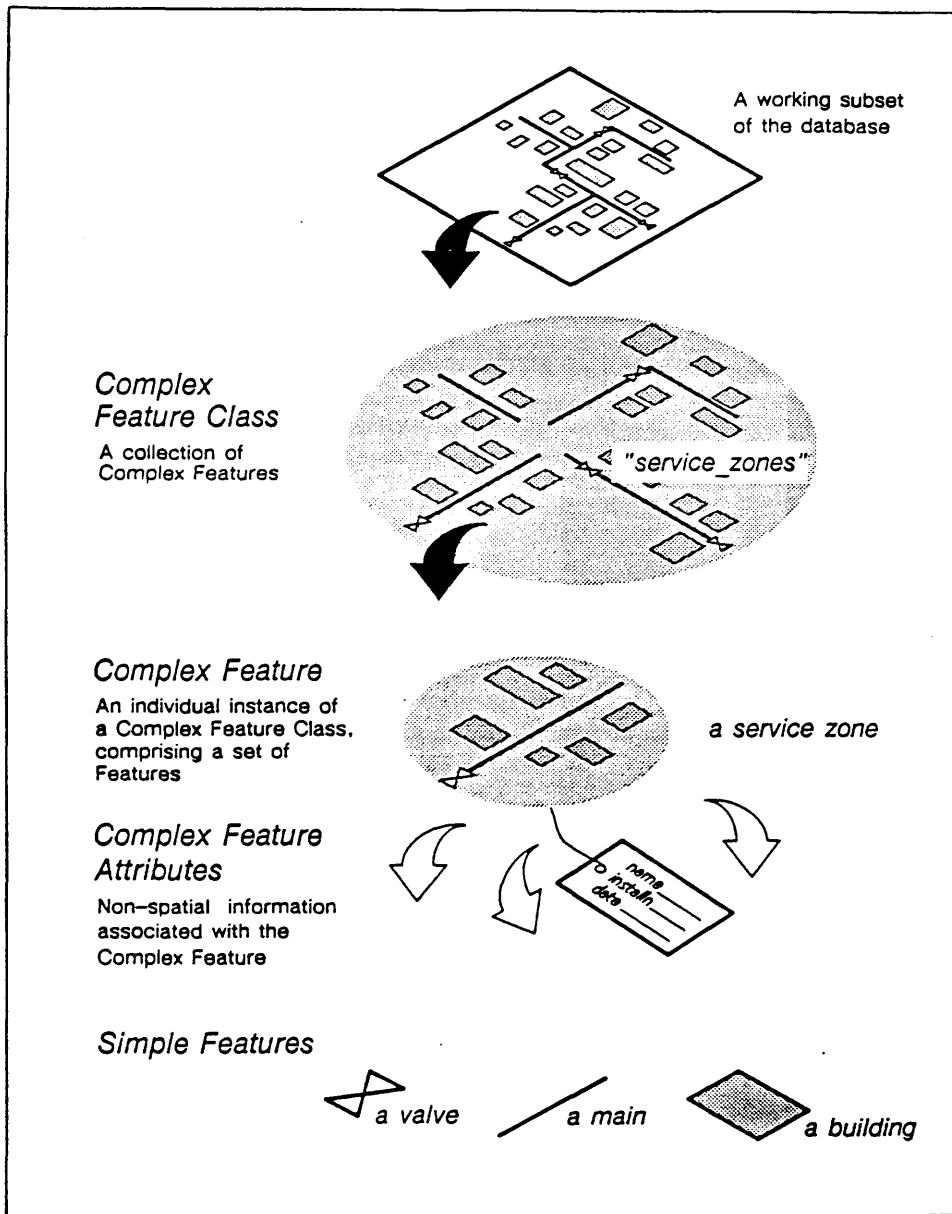 A working subset
of the database
Complex
Feature Class
A collection of
Complex Features
"service_zones"
Complex Feature
An individual instance of
a Complex Feature Class,
comprising a set of
Features
a service zone
Complex Feature
Attributes
Non-spatial information
associated with the
Complex Feature
name
installn
date
Simple Features
a valve
a main
a building